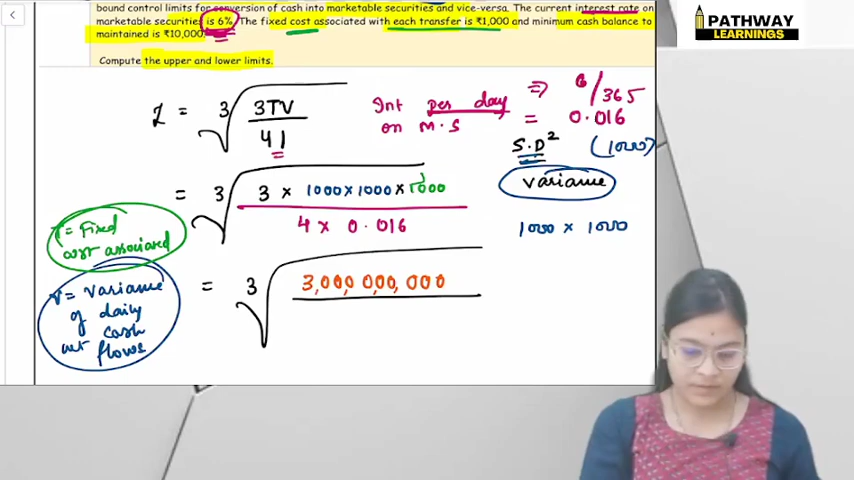 bound control limits for conversion of cash into marketable securities and vice-versa. The current interest rate on
marketable securities is 6%. The fixed cost associated with each transfer is ₹1,000 and minimum cash balance to
maintained is ₹10,000.
Compute the upper and lower limits.
PATHWAY
LEARNINGS
Z = 3√ 3TV / 4I
Int per day => 6/365
on M.S = 0.016
S.D² (1000)
variance
1000 × 1000
= 3√ 3 × 1000×1000×1000
4 × 0.016
T= Fixed
cost associated
= 3√ 3,000,000,000
V= variance
of daily
cash
net flows